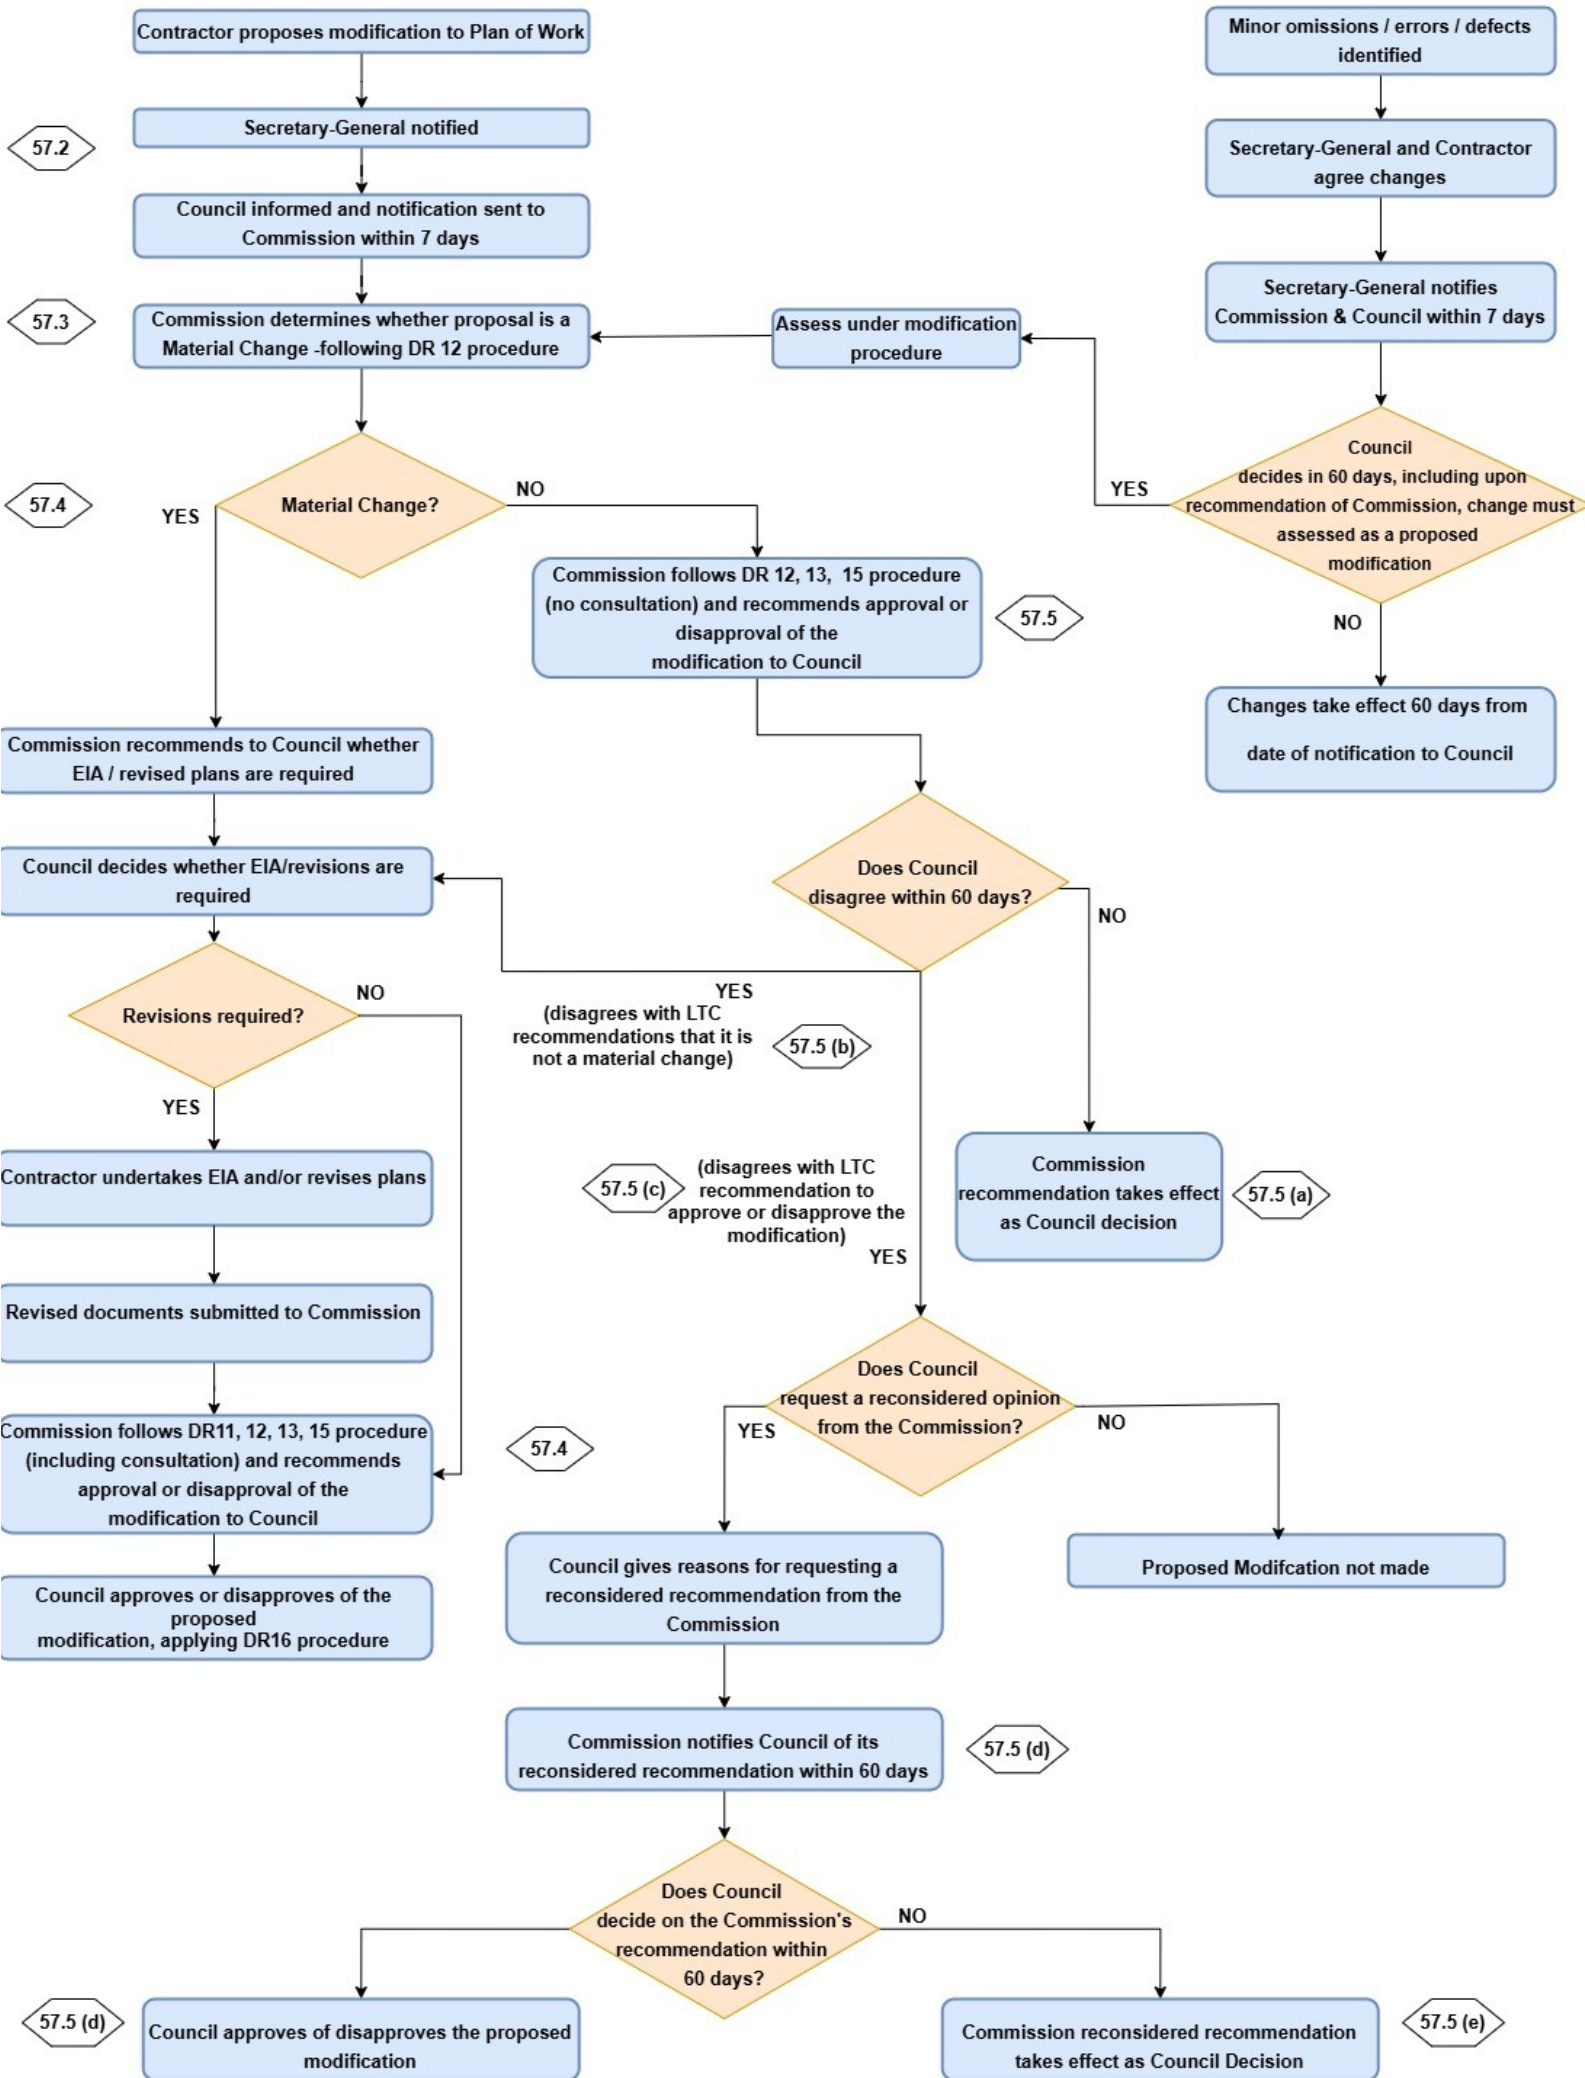 Contractor proposes modification to Plan of Work
Minor omissions / errors / defects
identified
Secretary-General notified
57.2
Secretary-General and Contractor
agree changes
Council informed and notification sent to
Commission within 7 days
Secretary-General notifies
Commission & Council within 7 days
57.3
Commission determines whether proposal is a
Material Change -following DR 12 procedure
Assess under modification
procedure
Council
decides in 60 days, including upon
recommendation of Commission, change must
assessed as a proposed
modification
YES
57.4
Material Change?
NO
YES
Commission follows DR 12, 13, 15 procedure
(no consultation) and recommends approval or
disapproval of the
modification to Council
57.5
NO
Changes take effect 60 days from
date of notification to Council
Commission recommends to Council whether
EIA / revised plans are required
Council decides whether EIA/revisions are
required
Does Council
disagree within 60 days?
NO
Revisions required?
NO
YES
(disagrees with LTC
recommendations that it is
not a material change)
57.5 (b)
YES
Contractor undertakes EIA and/or revises plans
57.5 (c)
(disagrees with LTC
recommendation to
approve or disapprove the
modification)
YES
Commission
recommendation takes effect
as Council decision
57.5 (a)
Revised documents submitted to Commission
Does Council
request a reconsidered opinion
from the Commission?
YES
NO
Commission follows DR11, 12, 13, 15 procedure
(including consultation) and recommends
approval or disapproval of the
modification to Council
57.4
Council gives reasons for requesting a
reconsidered recommendation from the
Commission
Proposed Modifcation not made
Council approves or disapproves of the
proposed
modification, applying DR16 procedure
Commission notifies Council of its
reconsidered recommendation within 60 days
57.5 (d)
Does Council
decide on the Commission's
recommendation within
60 days?
NO
57.5 (d)
Council approves of disapproves the proposed
modification
Commission reconsidered recommendation
takes effect as Council Decision
57.5 (e)